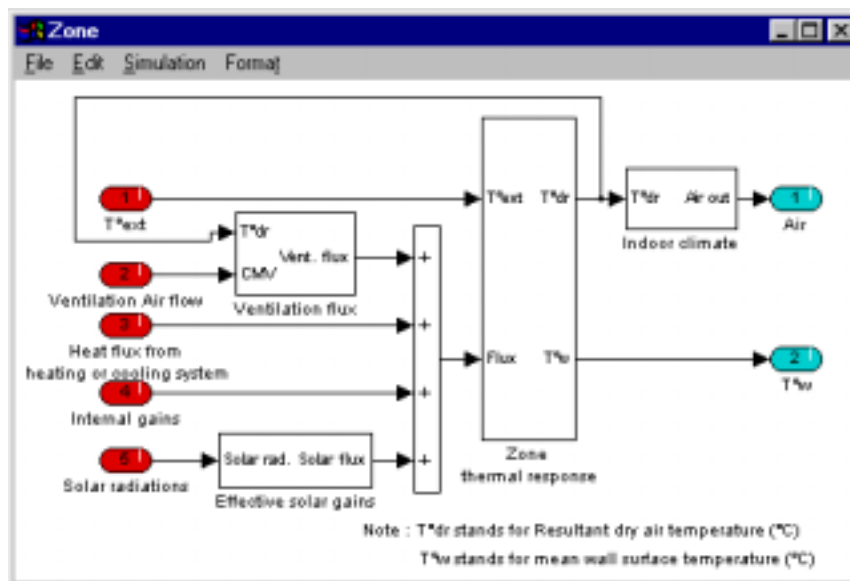 Zone
File Edit Simulation Format
1
T*ext
2
Ventilation Air flow
3
Heat flux from
heating or cooling system
4
Internal gains
5
Solar radiations
T*dr
Vent. flux
CMV
Ventilation flux
Solar rad. Solar flux
Effective solar gains
+
+
+
+
T*ext T*dr
Flux T*w
Zone
thermal response
T*dr Air out
Indoor climate
1
Air
2
T*w
Note : T*dr stands for Resultant dry air temperature (°C)
T*w stands for mean wall surface temperature (°C)